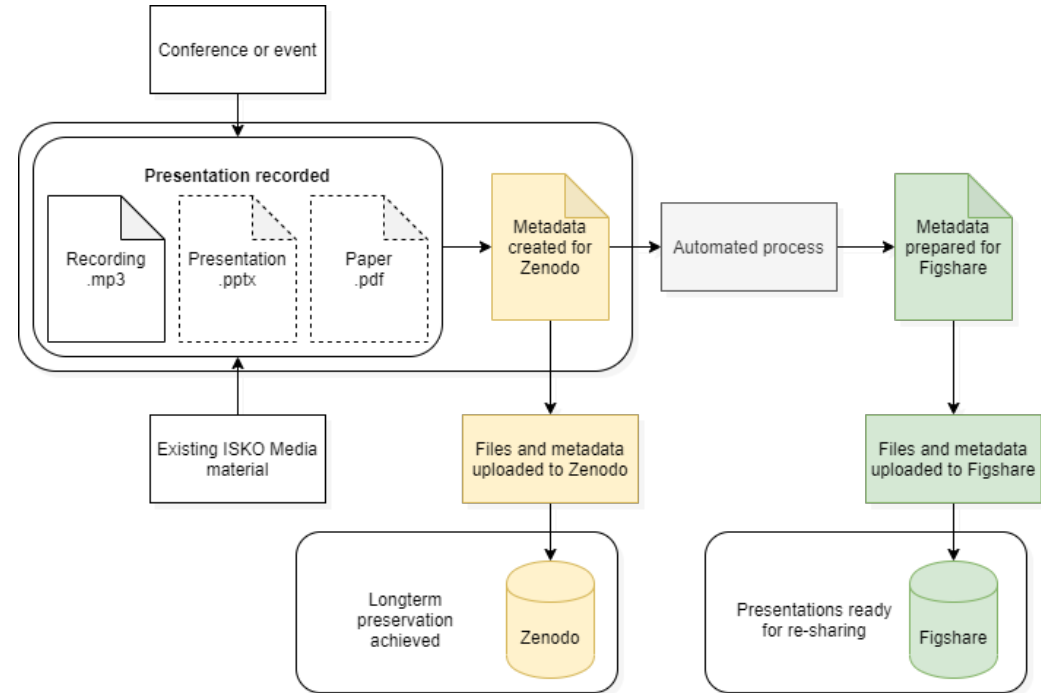 Conference or event
Presentation recorded
Recording
.mp3
Presentation
.pptx
Paper
.pdf
Metadata
created for
Zenodo
Automated process
Metadata
prepared for
Figshare
Existing ISKO Media
material
Files and metadata
uploaded to Zenodo
Files and metadata
uploaded to Figshare
Longterm
preservation
achieved
Zenodo
Presentations ready
for re-sharing
Figshare